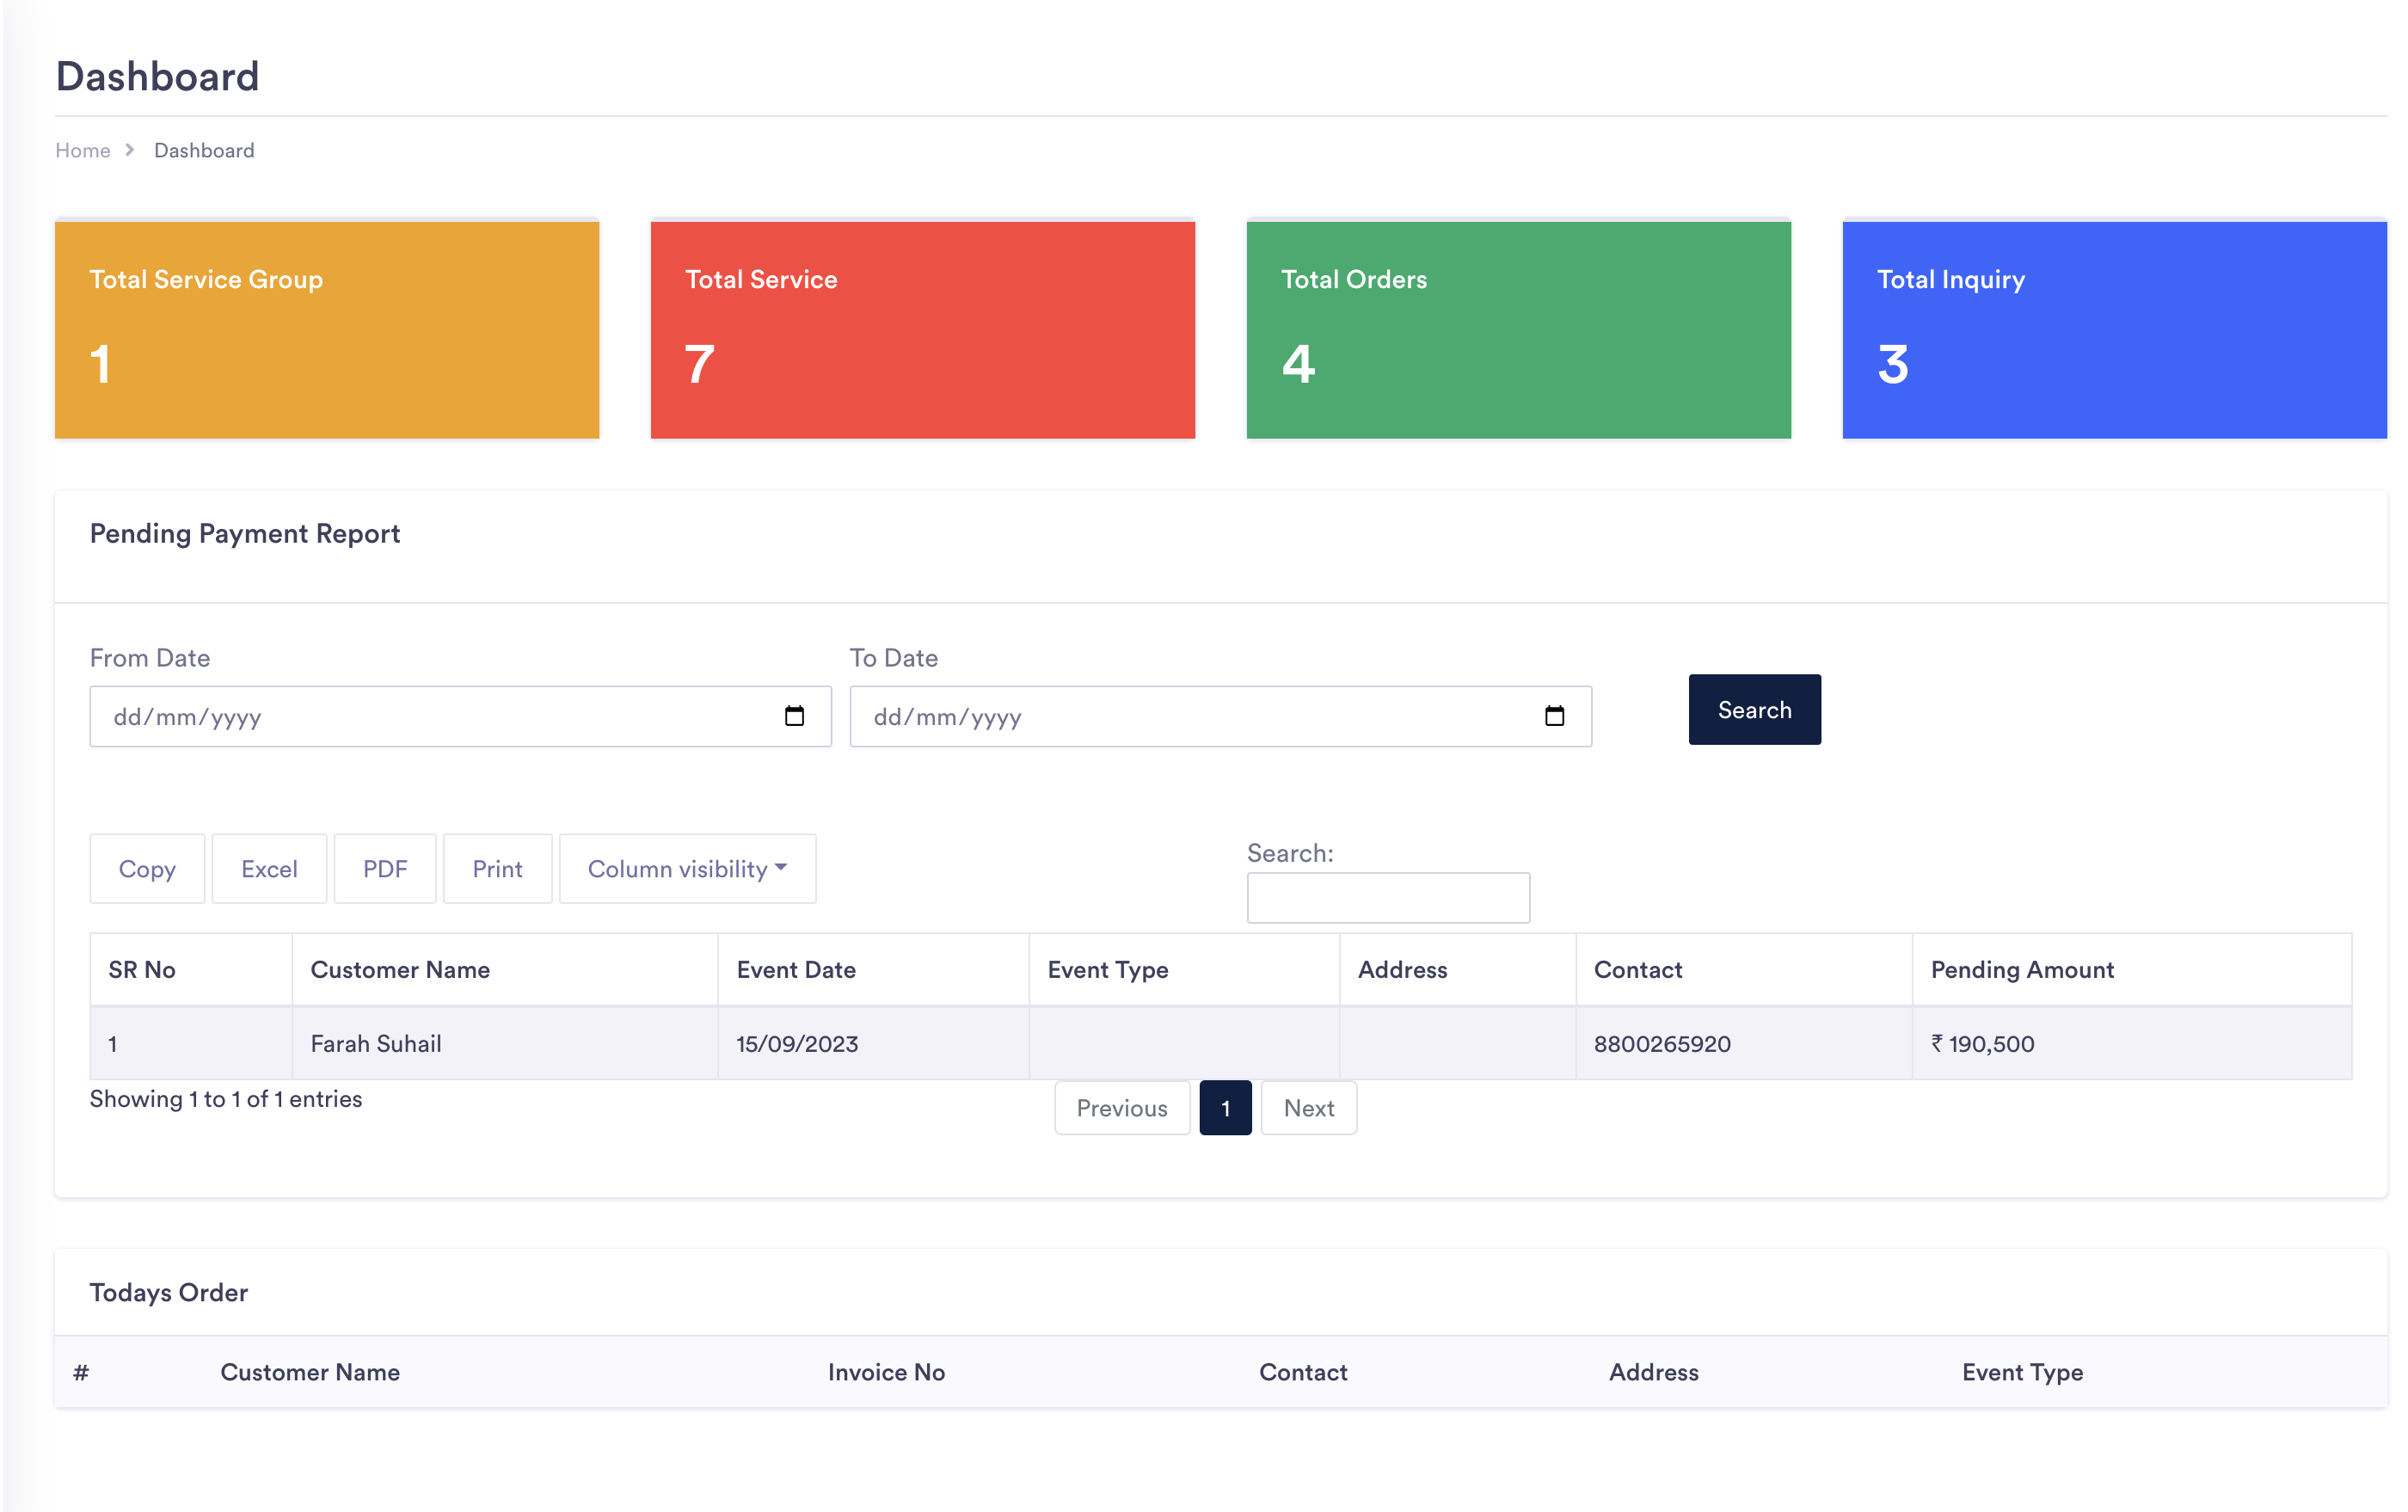 Dashboard
Home > Dashboard
Total Service Group
1
Total Service
7
Total Orders
4
Total Inquiry
3
Pending Payment Report
From Date
dd/mm/yyyy
To Date
dd/mm/yyyy
Search
Copy
Excel
PDF
Print
Column visibility
Search:
SR No Customer Name Event Date Event Type Address Contact Pending Amount
1 Farah Suhail 15/09/2023 8800265920 ₹ 190,500
Showing 1 to 1 of 1 entries
Previous 1 Next
Todays Order
# Customer Name Invoice No Contact Address Event Type